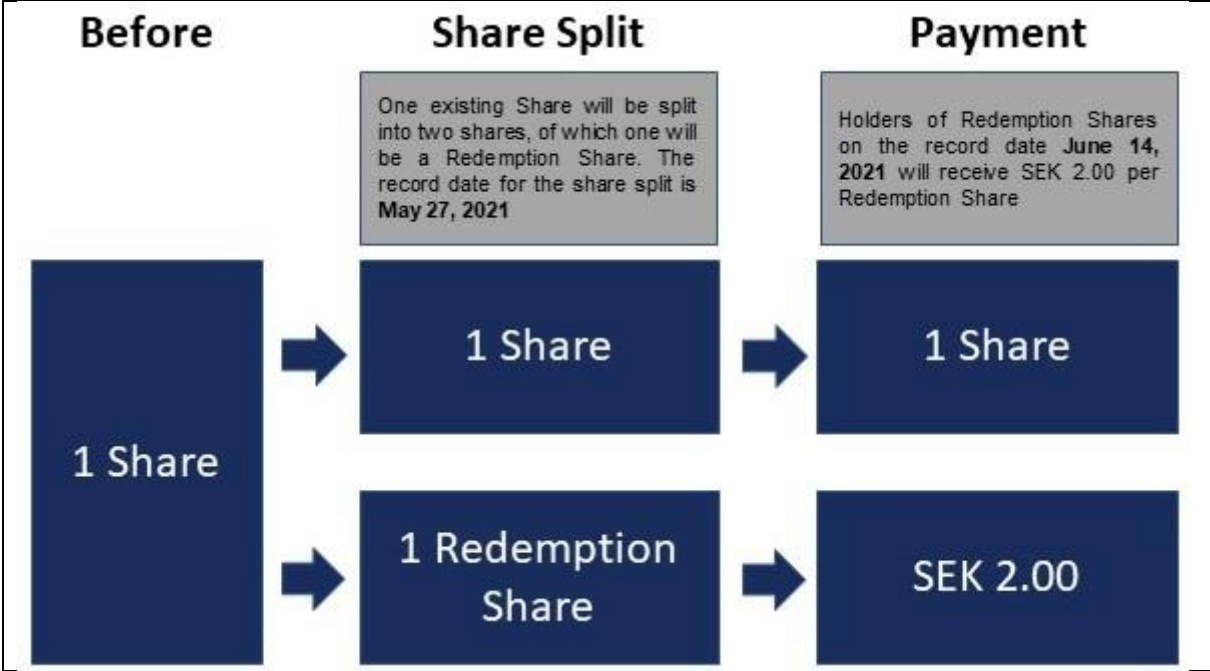 Before
Share Split
Payment
One existing Share will be split
into two shares, of which one will
be a Redemption Share. The
record date for the share split is
May 27, 2021
Holders of Redemption Shares
on the record date June 14,
2021 will receive SEK 2.00 per
Redemption Share
1 Share
1 Share
1 Share
1 Redemption
Share
SEK 2.00